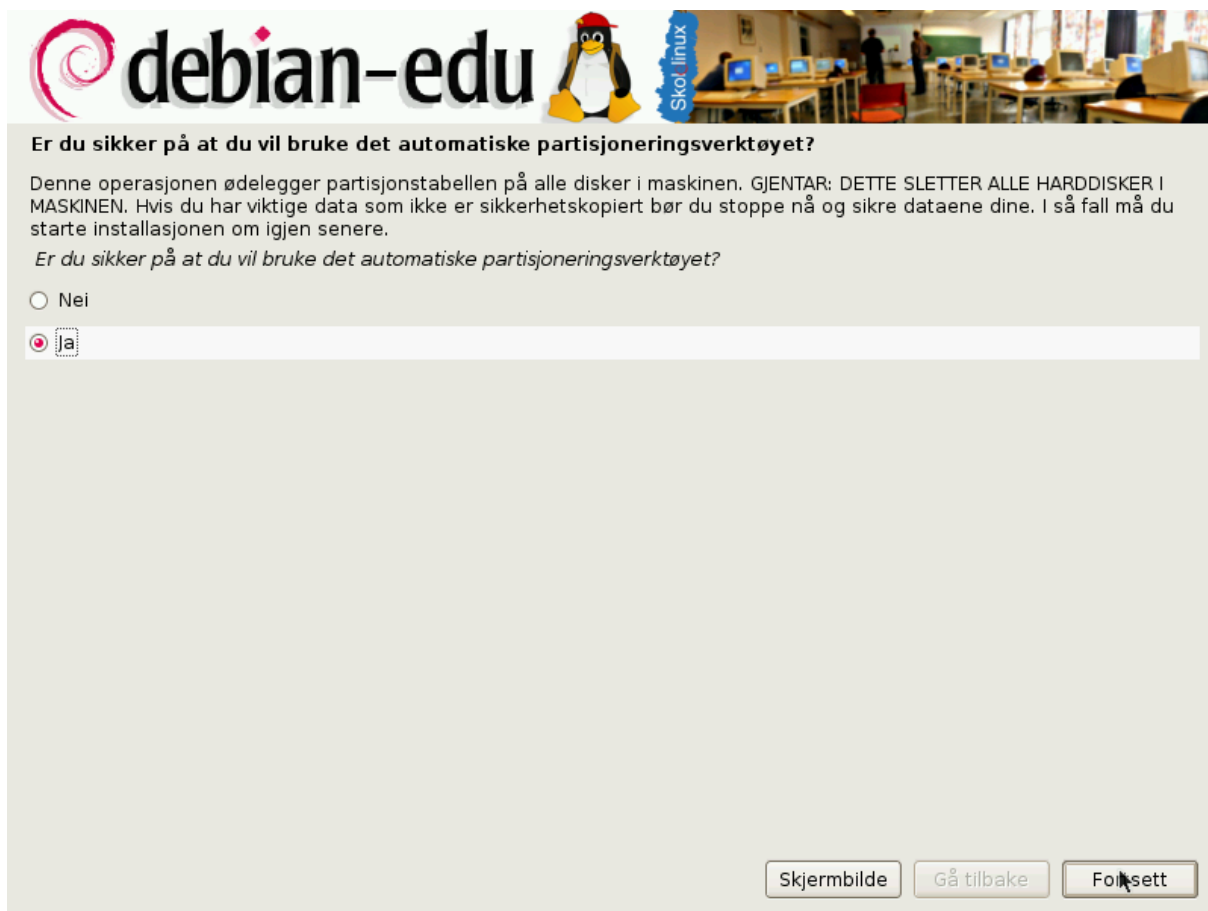 debian-edu
Skolelinux
Er du sikker på at du vil bruke det automatiske partisjoneringsverktøyet?
Denne operasjonen ødelegger partisjonstabellen på alle disker i maskinen. GJENTAR: DETTE SLETTER ALLE HARDDISKER I
MASKINEN. Hvis du har viktige data som ikke er sikkerhetskopiert bør du stoppe nå og sikre dataene dine. I så fall må du
starte installasjonen om igjen senere.
Er du sikker på at du vil bruke det automatiske partisjoneringsverktøyet?
Nei
Ja
Skjermbilde
Gå tilbake
Fortsett